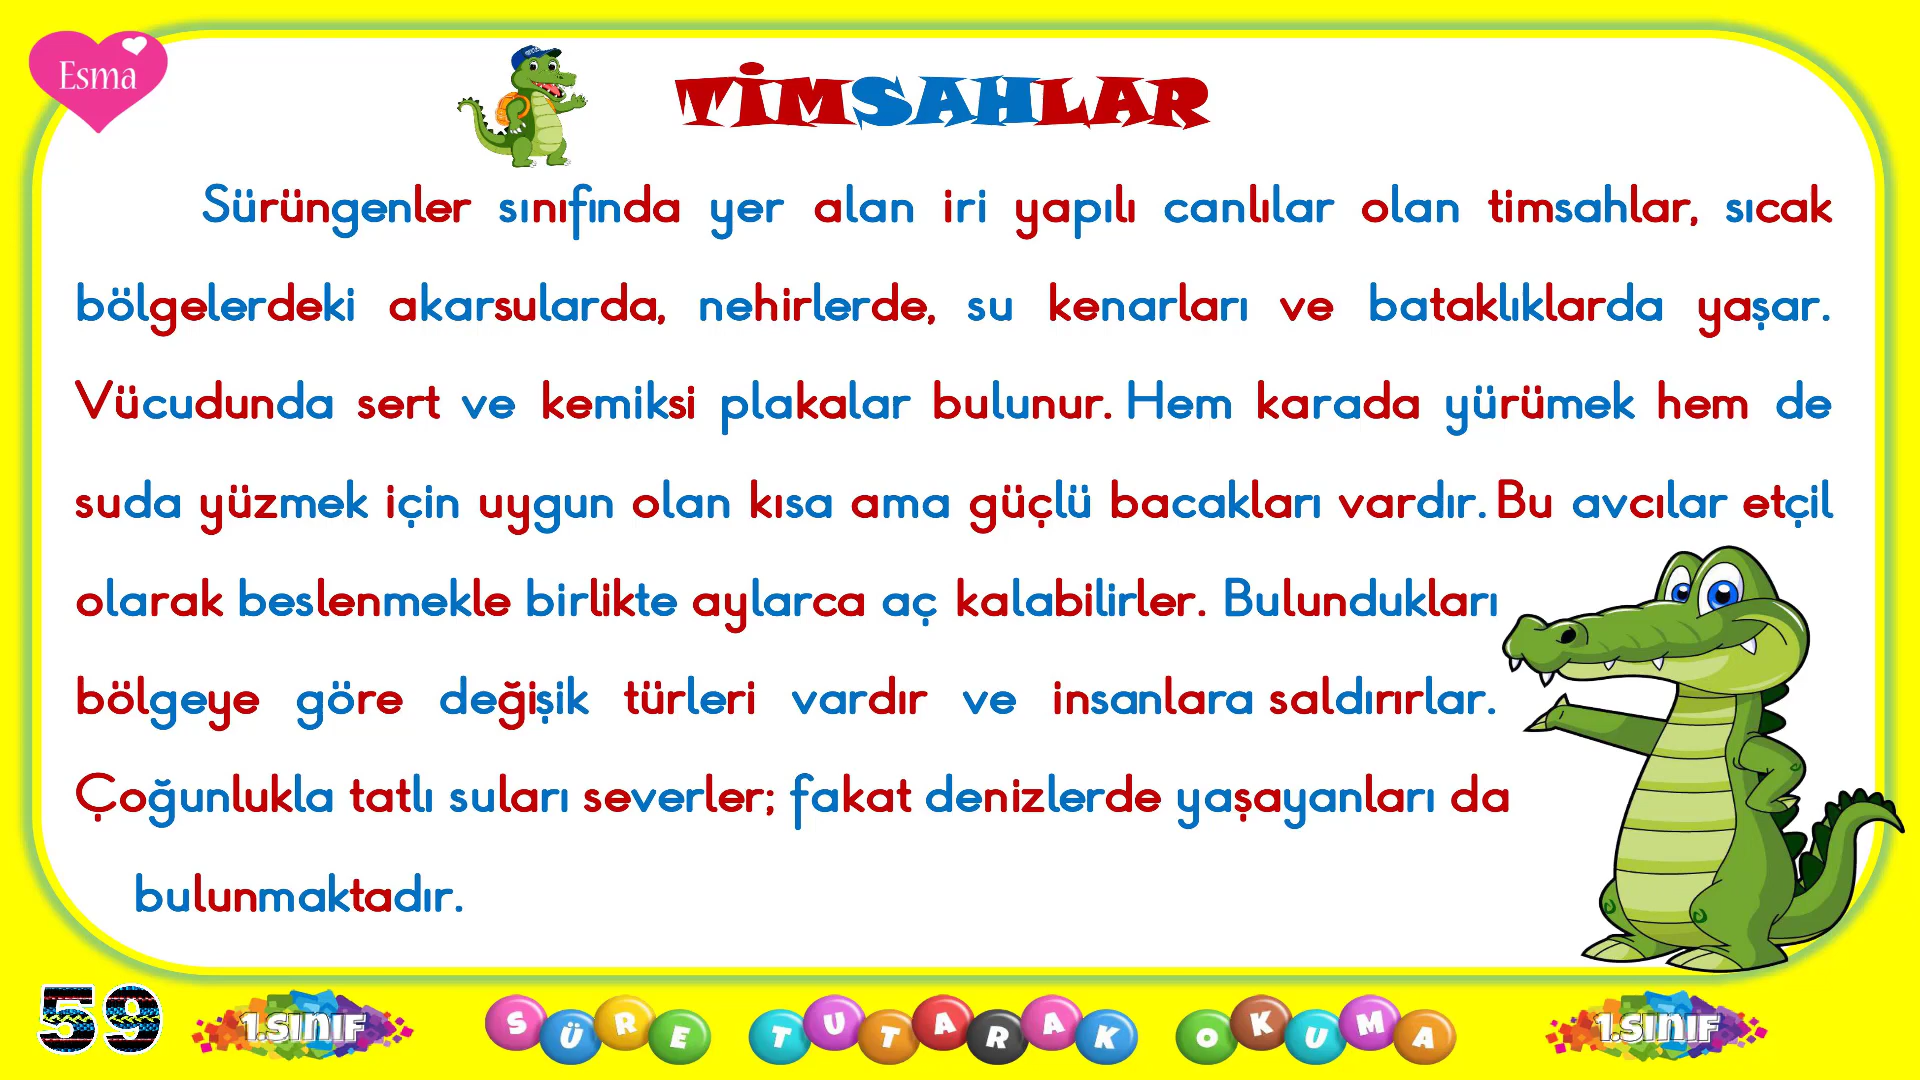 Esma
TİMSAHLAR
Sürüngenler sınıfında yer alan iri yapılı canlılar olan timsahlar, sıcak
bölgelerdeki akarsularda, nehirlerde, su kenarları ve bataklıklarda yaşar.
Vücudunda sert ve kemiksi plakalar bulunur. Hem karada yürümek hem de
suda yüzmek için uygun olan kısa ama güçlü bacakları vardır. Bu avcılar etçil
olarak beslenmekle birlikte aylarca aç kalabilirler. Bulundukları
bölgeye göre değişik türleri vardır ve insanlara saldırırlar.
Çoğunlukla tatlı suları severler; fakat denizlerde yaşayanları da
bulunmaktadır.
59
1.SINIF
SÜRE TUTARAK OKUMA
1.SINIF